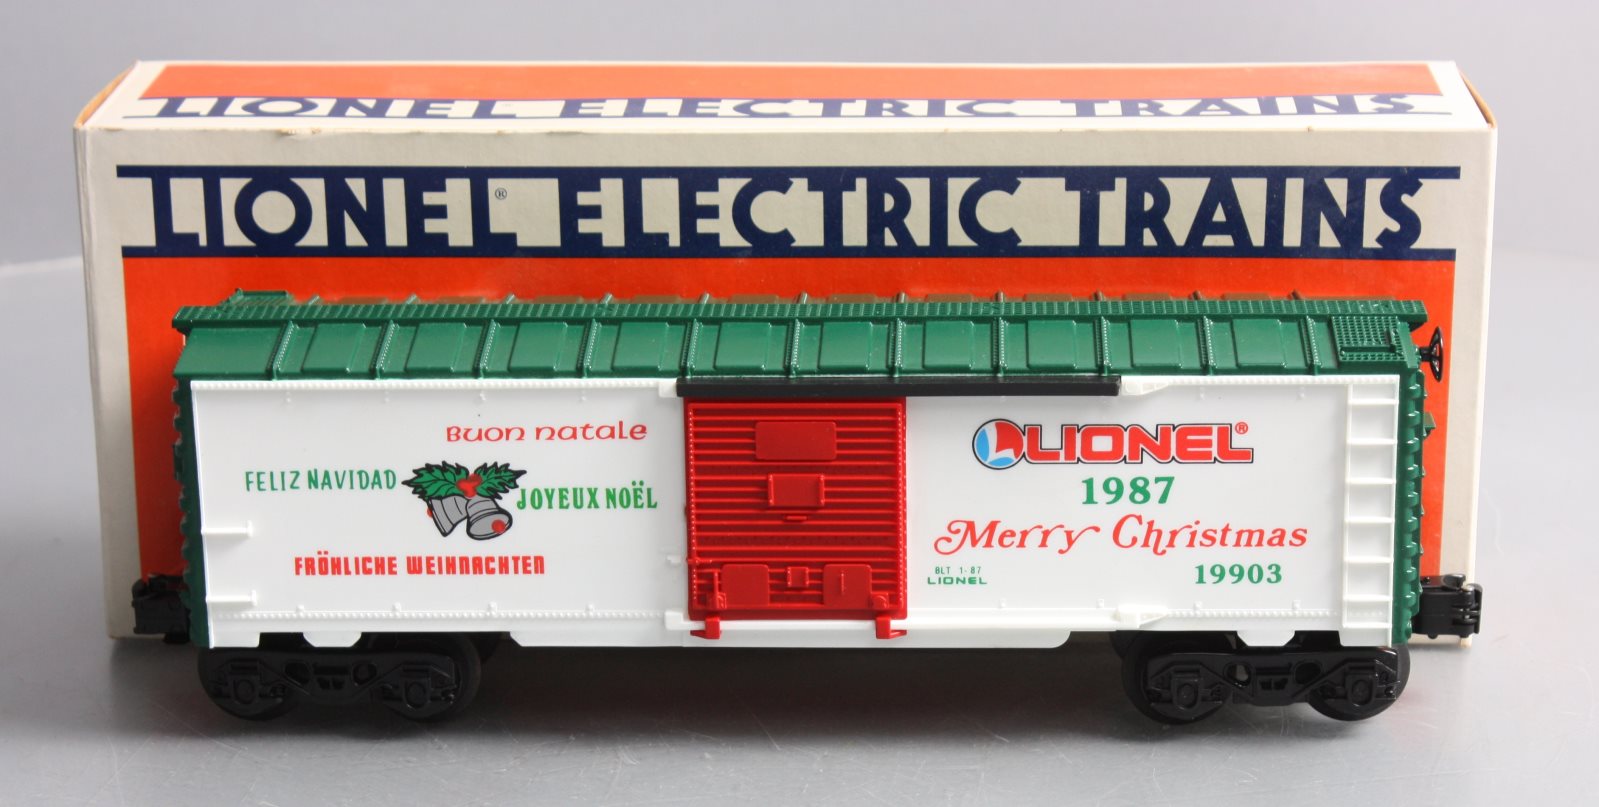 LIONEL® ELECTRIC TRAINS
LIONEL® ELECTRIC TRAINS
Buon natale
FELIZ NAVIDAD
JOYEUX NOËL
FRÖHLICHE WEIHNACHTEN
LIONEL®
1987
Merry Christmas
BLT 1-87
LIONEL
19903